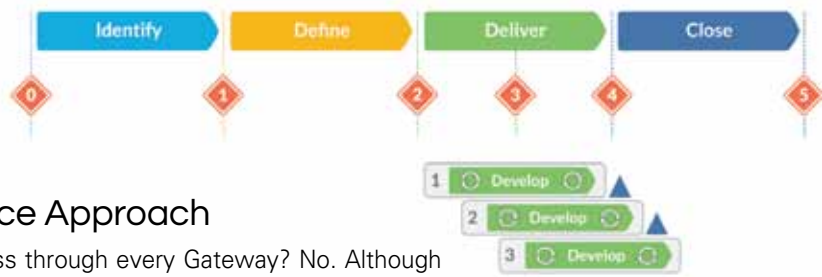 Identify Define Deliver Close
0 1 2 3 4 5
1 Develop
ce Approach
2 Develop
ss through every Gateway? No. Although
3 Develop